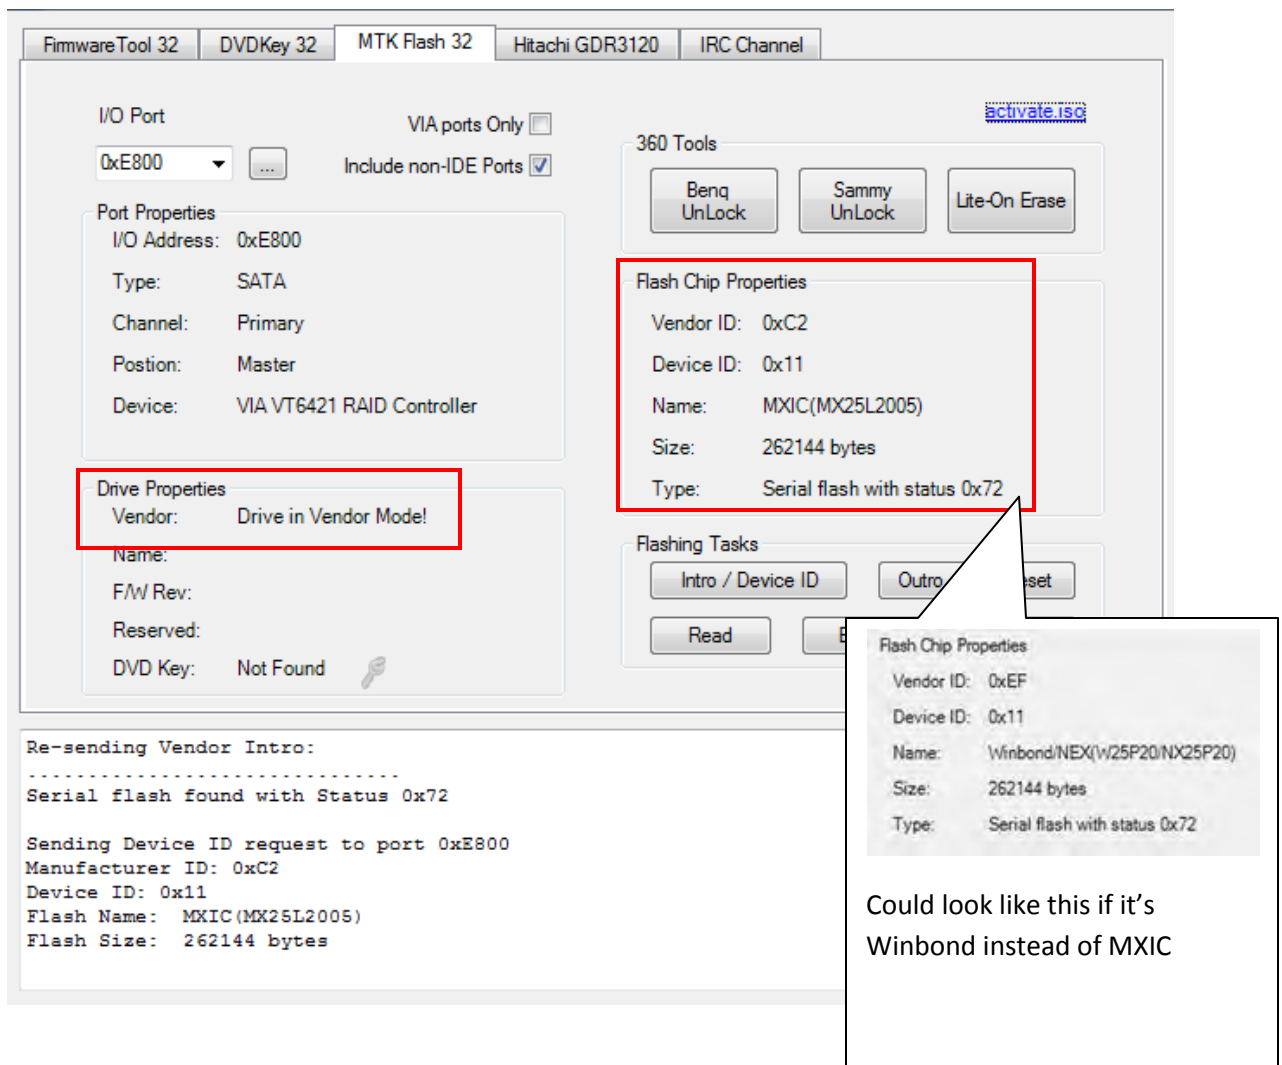 FirmwareTool 32 DVDKey 32 MTK Flash 32 Hitachi GDR3120 IRC Channel
I/O Port
VIA ports Only
0xE800 ...
Include non-IDE Ports
Port Properties
I/O Address: 0xE800
Type: SATA
Channel: Primary
Postion: Master
Device: VIA VT6421 RAID Controller
Drive Properties
Vendor: Drive in Vendor Mode!
Name:
F/W Rev:
Reserved:
DVD Key: Not Found
activate.iso
360 Tools
Benq
UnLock
Sammy
UnLock
Lite-On Erase
Flash Chip Properties
Vendor ID: 0xC2
Device ID: 0x11
Name: MXIC(MX25L2005)
Size: 262144 bytes
Type: Serial flash with status 0x72
Flashing Tasks
Intro / Device ID Outro
Read
Re-sending Vendor Intro:
...............................
Serial flash found with Status 0x72
Sending Device ID request to port 0xE800
Manufacturer ID: 0xC2
Device ID: 0x11
Flash Name: MXIC(MX25L2005)
Flash Size: 262144 bytes
Flash Chip Properties
Vendor ID: 0xEF
Device ID: 0x11
Name: Winbond/NEX(W25P20/NX25P20)
Size: 262144 bytes
Type: Serial flash with status 0x72
Could look like this if it’s
Winbond instead of MXIC